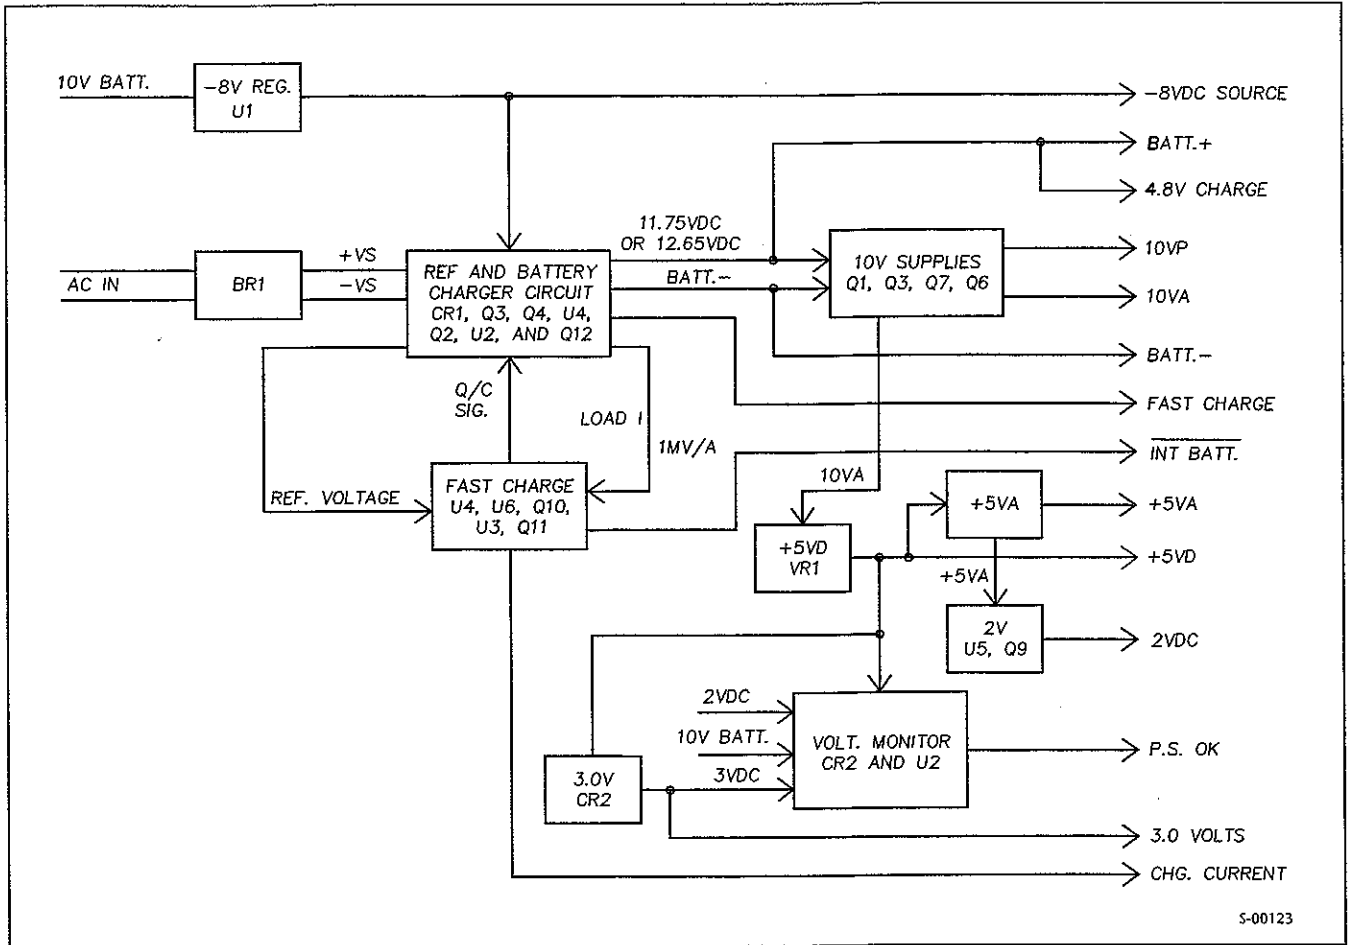 10V BATT.
-8V REG.
U1
-8VDC SOURCE
BATT.+
4.8V CHARGE
11.75VDC
OR 12.65VDC
BATT.-
+VS
-VS
AC IN
BR1
REF AND BATTERY
CHARGER CIRCUIT
CR1, Q3, Q4, U4,
Q2, U2, AND Q12
10V SUPPLIES
Q1, Q3, Q7, Q6
10VP
10VA
BATT.-
FAST CHARGE
INT BATT.
Q/C
SIG.
LOAD I
1MV/A
REF. VOLTAGE
FAST CHARGE
U4, U6, Q10,
U3, Q11
10VA
+5VD
VR1
+5VA
+5VA
+5VD
+5VA
2V
U5, Q9
2VDC
2VDC
10V BATT.
3VDC
VOLT. MONITOR
CR2 AND U2
P.S. OK
3.0V
CR2
3.0 VOLTS
CHG. CURRENT
S-00123